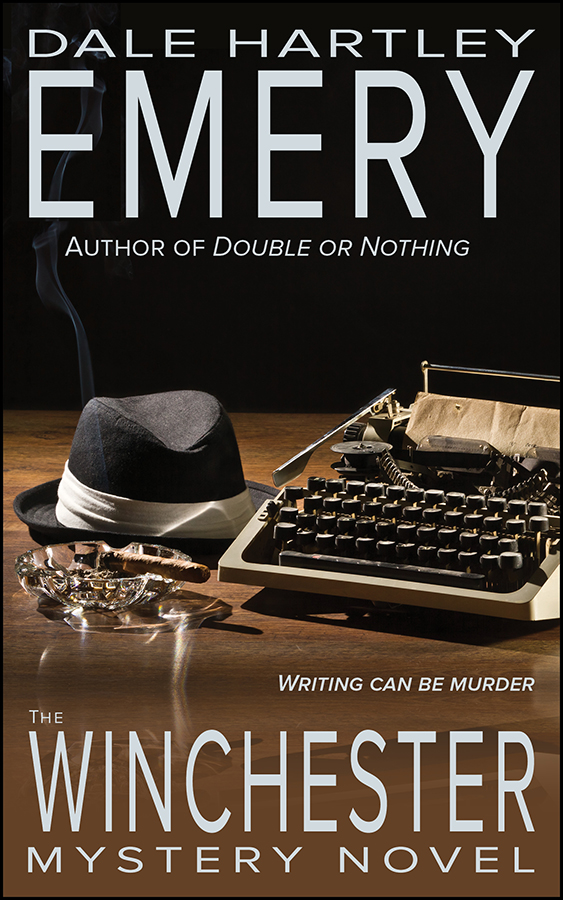 DALE HARTLEY
EMERY
AUTHOR OF DOUBLE OR NOTHING
WRITING CAN BE MURDER
THE
WINCHESTER
MYSTERY NOVEL